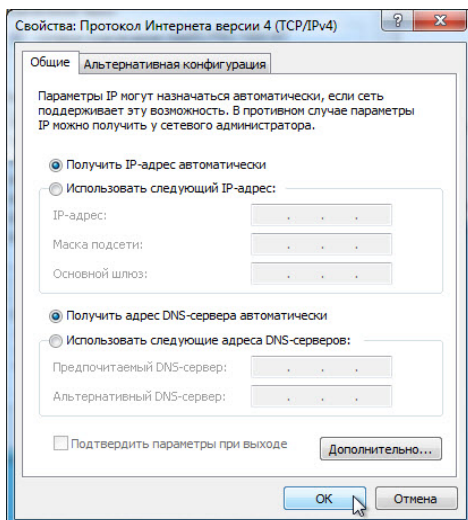 Свойства: Протокол Интернета версии 4 (TCP/IPv4)
Общие Альтернативная конфигурация
Параметры IP могут назначаться автоматически, если сеть
поддерживает эту возможность. В противном случае параметры
IP можно получить у сетевого администратора.
Получить IP-адрес автоматически
Использовать следующий IP-адрес:
IP-адрес:
Маска подсети:
Основной шлюз:
Получить адрес DNS-сервера автоматически
Использовать следующие адреса DNS-серверов:
Предпочитаемый DNS-сервер:
Альтернативный DNS-сервер:
Подтвердить параметры при выходе
Дополнительно...
ОК Отмена